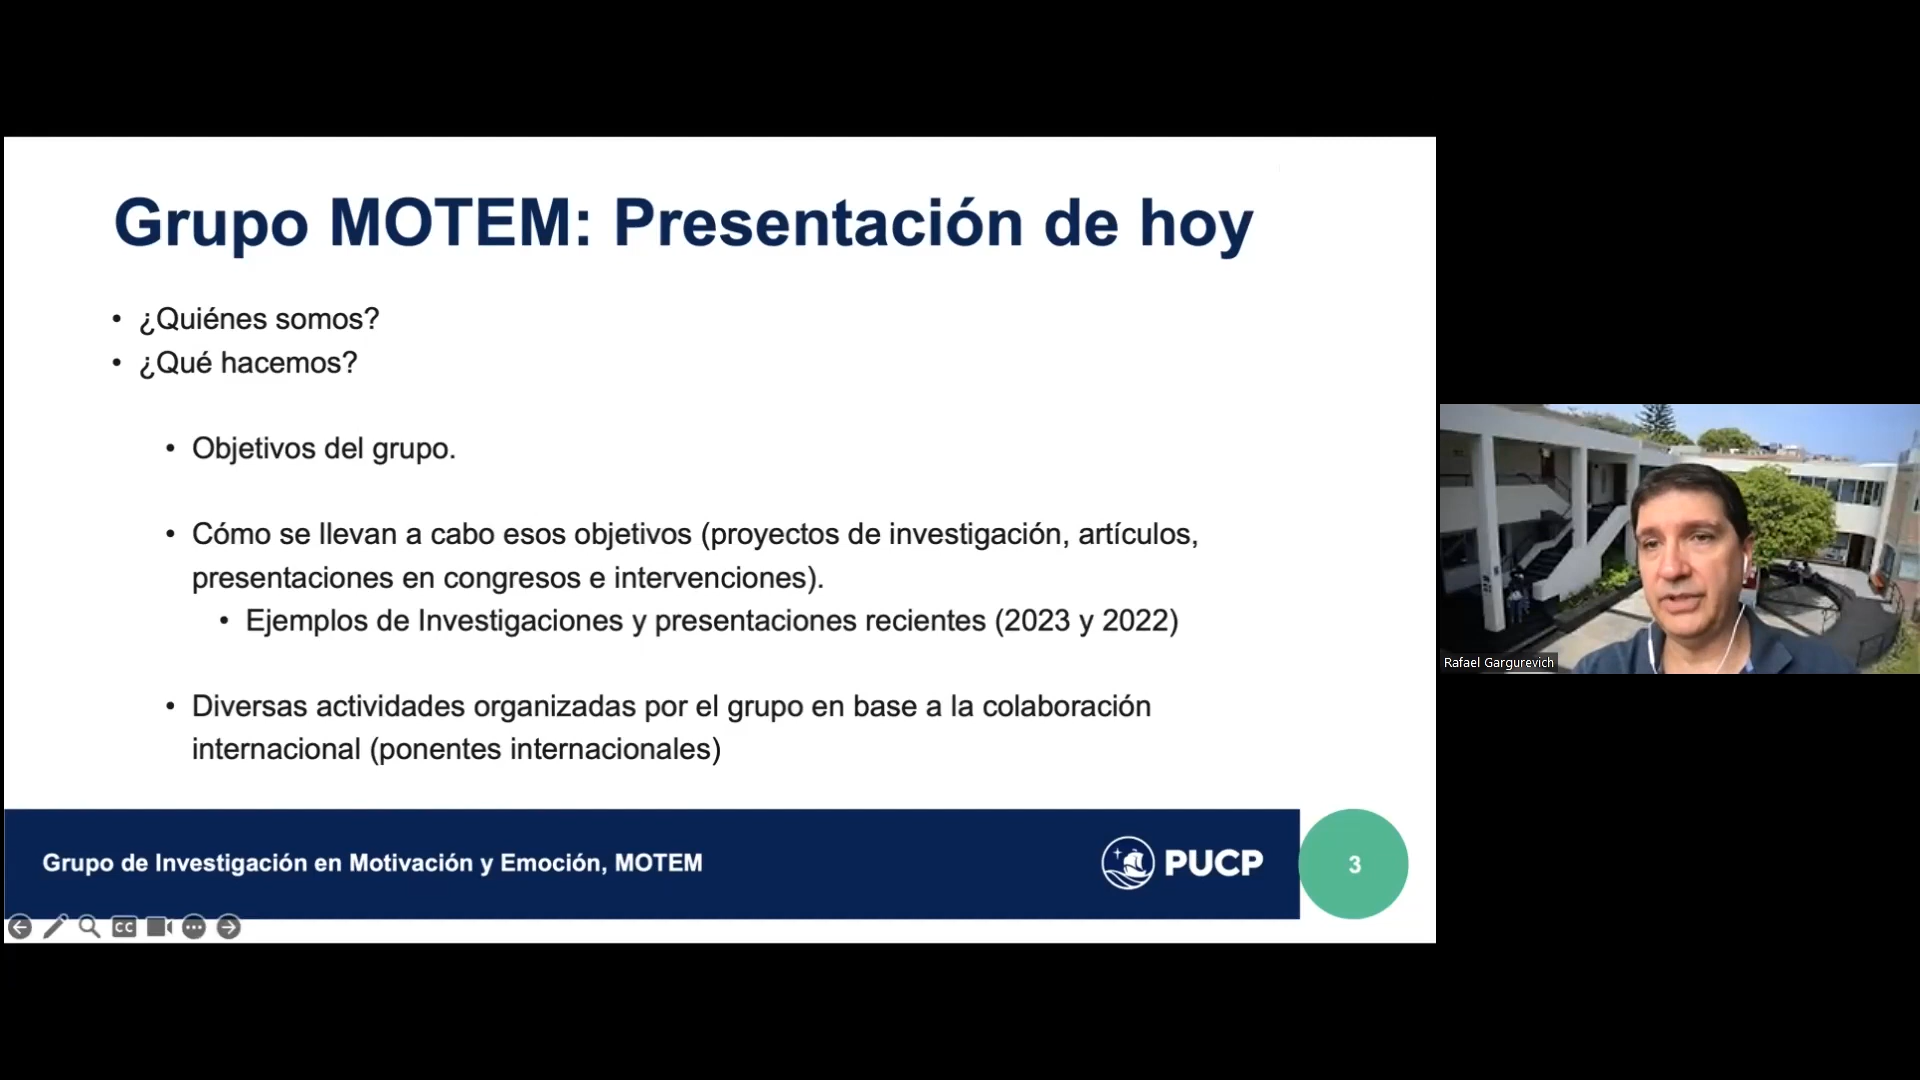 Grupo MOTEM: Presentación de hoy
• ¿Quiénes somos?
• ¿Qué hacemos?
• Objetivos del grupo.
• Cómo se llevan a cabo esos objetivos (proyectos de investigación, artículos,
presentaciones en congresos e intervenciones).
• Ejemplos de Investigaciones y presentaciones recientes (2023 y 2022)
• Diversas actividades organizadas por el grupo en base a la colaboración
internacional (ponentes internacionales)
Grupo de Investigación en Motivación y Emoción, MOTEM
PUCP
3
CC
Rafael Gargurevich